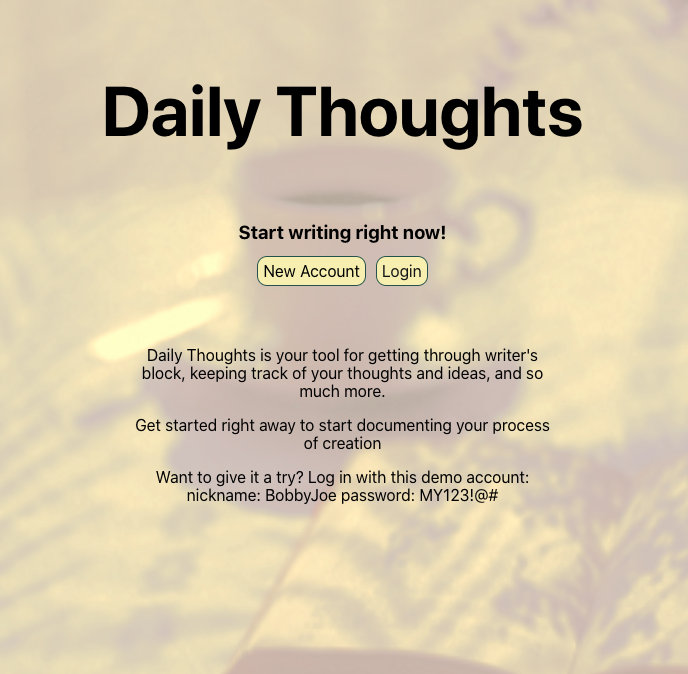 Daily Thoughts
Start writing right now!
New Account Login
Daily Thoughts is your tool for getting through writer's
block, keeping track of your thoughts and ideas, and so
much more.
Get started right away to start documenting your process
of creation
Want to give it a try? Log in with this demo account:
nickname: BobbyJoe password: MY123!@#